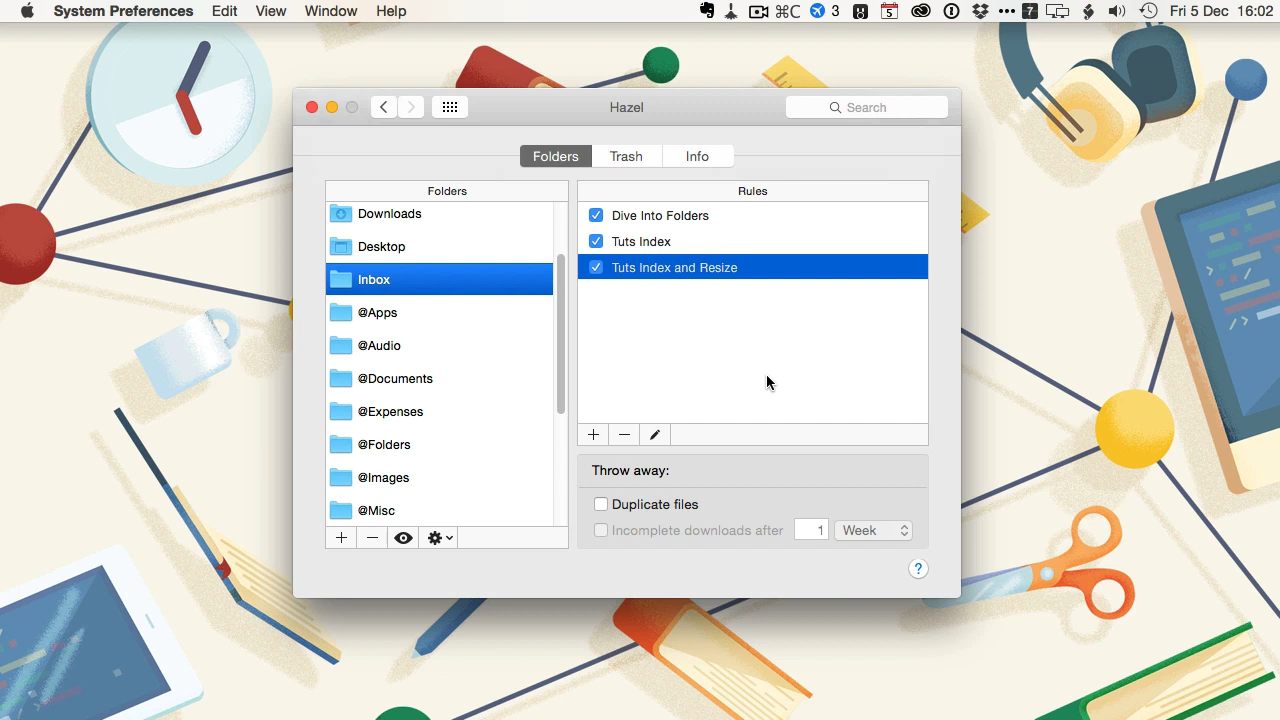 System Preferences Edit View Window Help ⌘C 3 5 7 Fri 5 Dec 16:02
Hazel
Search
Folders Trash Info
Folders
Downloads
Desktop
Inbox
@Apps
@Audio
@Documents
@Expenses
@Folders
@Images
@Misc
Rules
Dive Into Folders
Tuts Index
Tuts Index and Resize
Throw away:
Duplicate files
Incomplete downloads after 1 Week
?